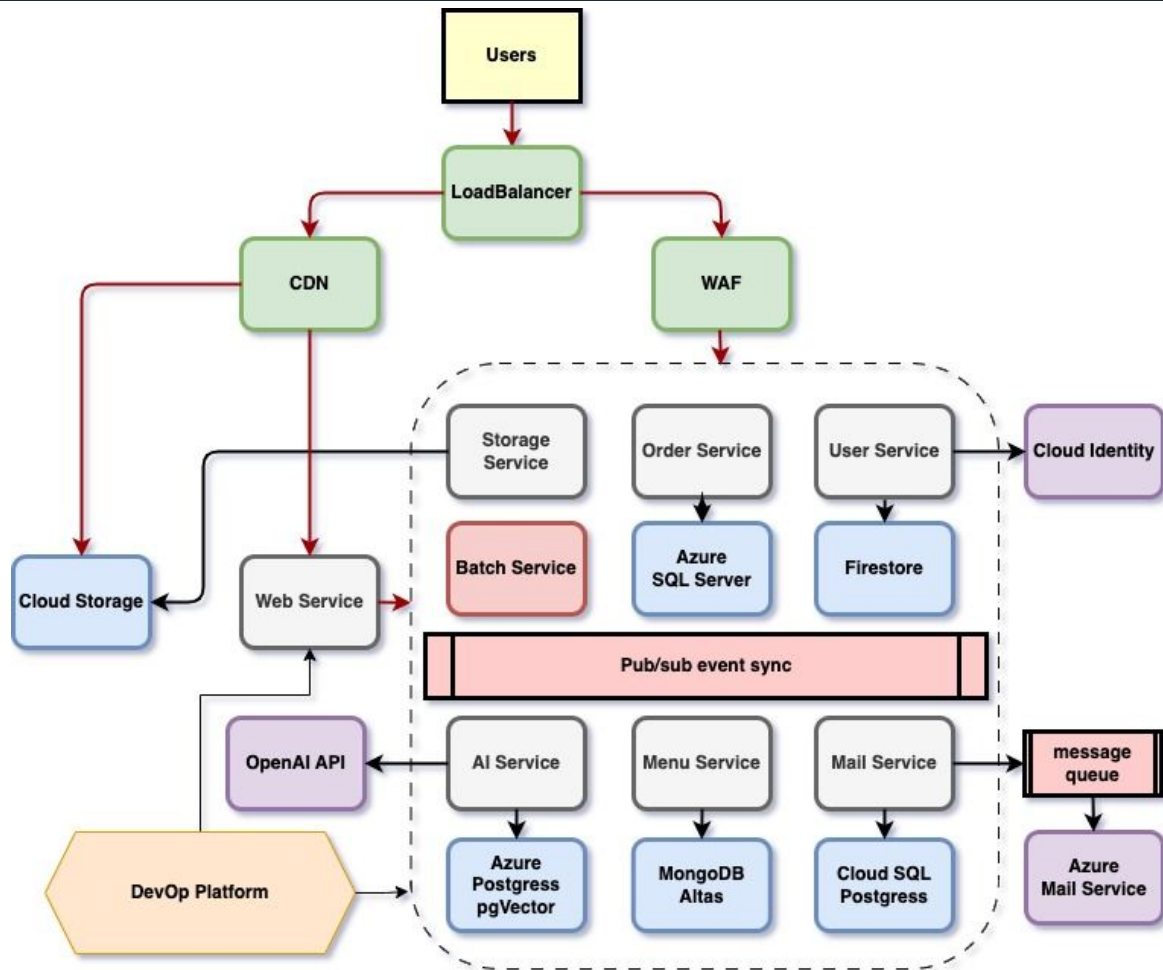 Users
LoadBalancer
CDN
WAF
Storage
Service
Order Service
User Service
Cloud Identity
Cloud Storage
Web Service
Batch Service
Azure
SQL Server
Firestore
Pub/sub event sync
OpenAI API
AI Service
Menu Service
Mail Service
message
queue
DevOp Platform
Azure
Postgress
pgVector
MongoDB
Altas
Cloud SQL
Postgress
Azure
Mail Service